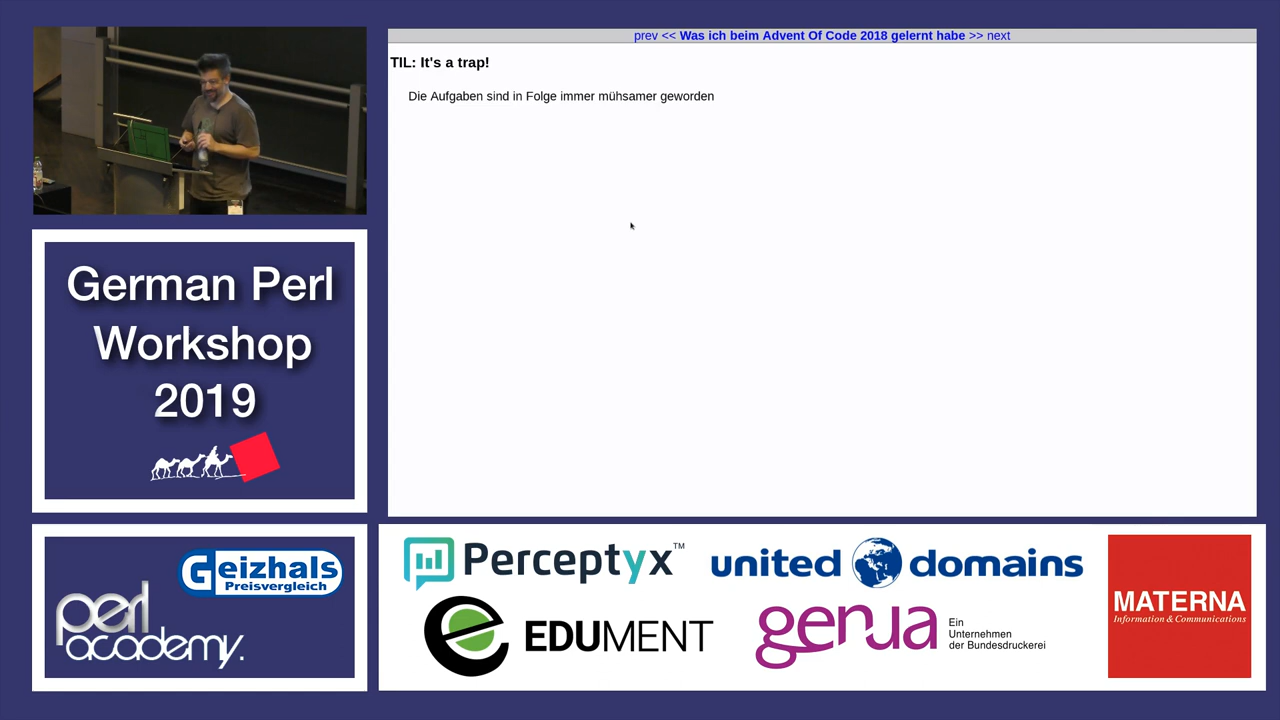 prev << Was ich beim Advent Of Code 2018 gelernt habe >> next
TIL: It's a trap!
Die Aufgaben sind in Folge immer mühsamer geworden
German Perl
Workshop
2019
Geizhals
Preisvergleich
perl
academy.
Perceptyx™
united domains
EDUMENT
genua
Ein
Unternehmen
der Bundesdruckerei
MATERNA
Information & Communications